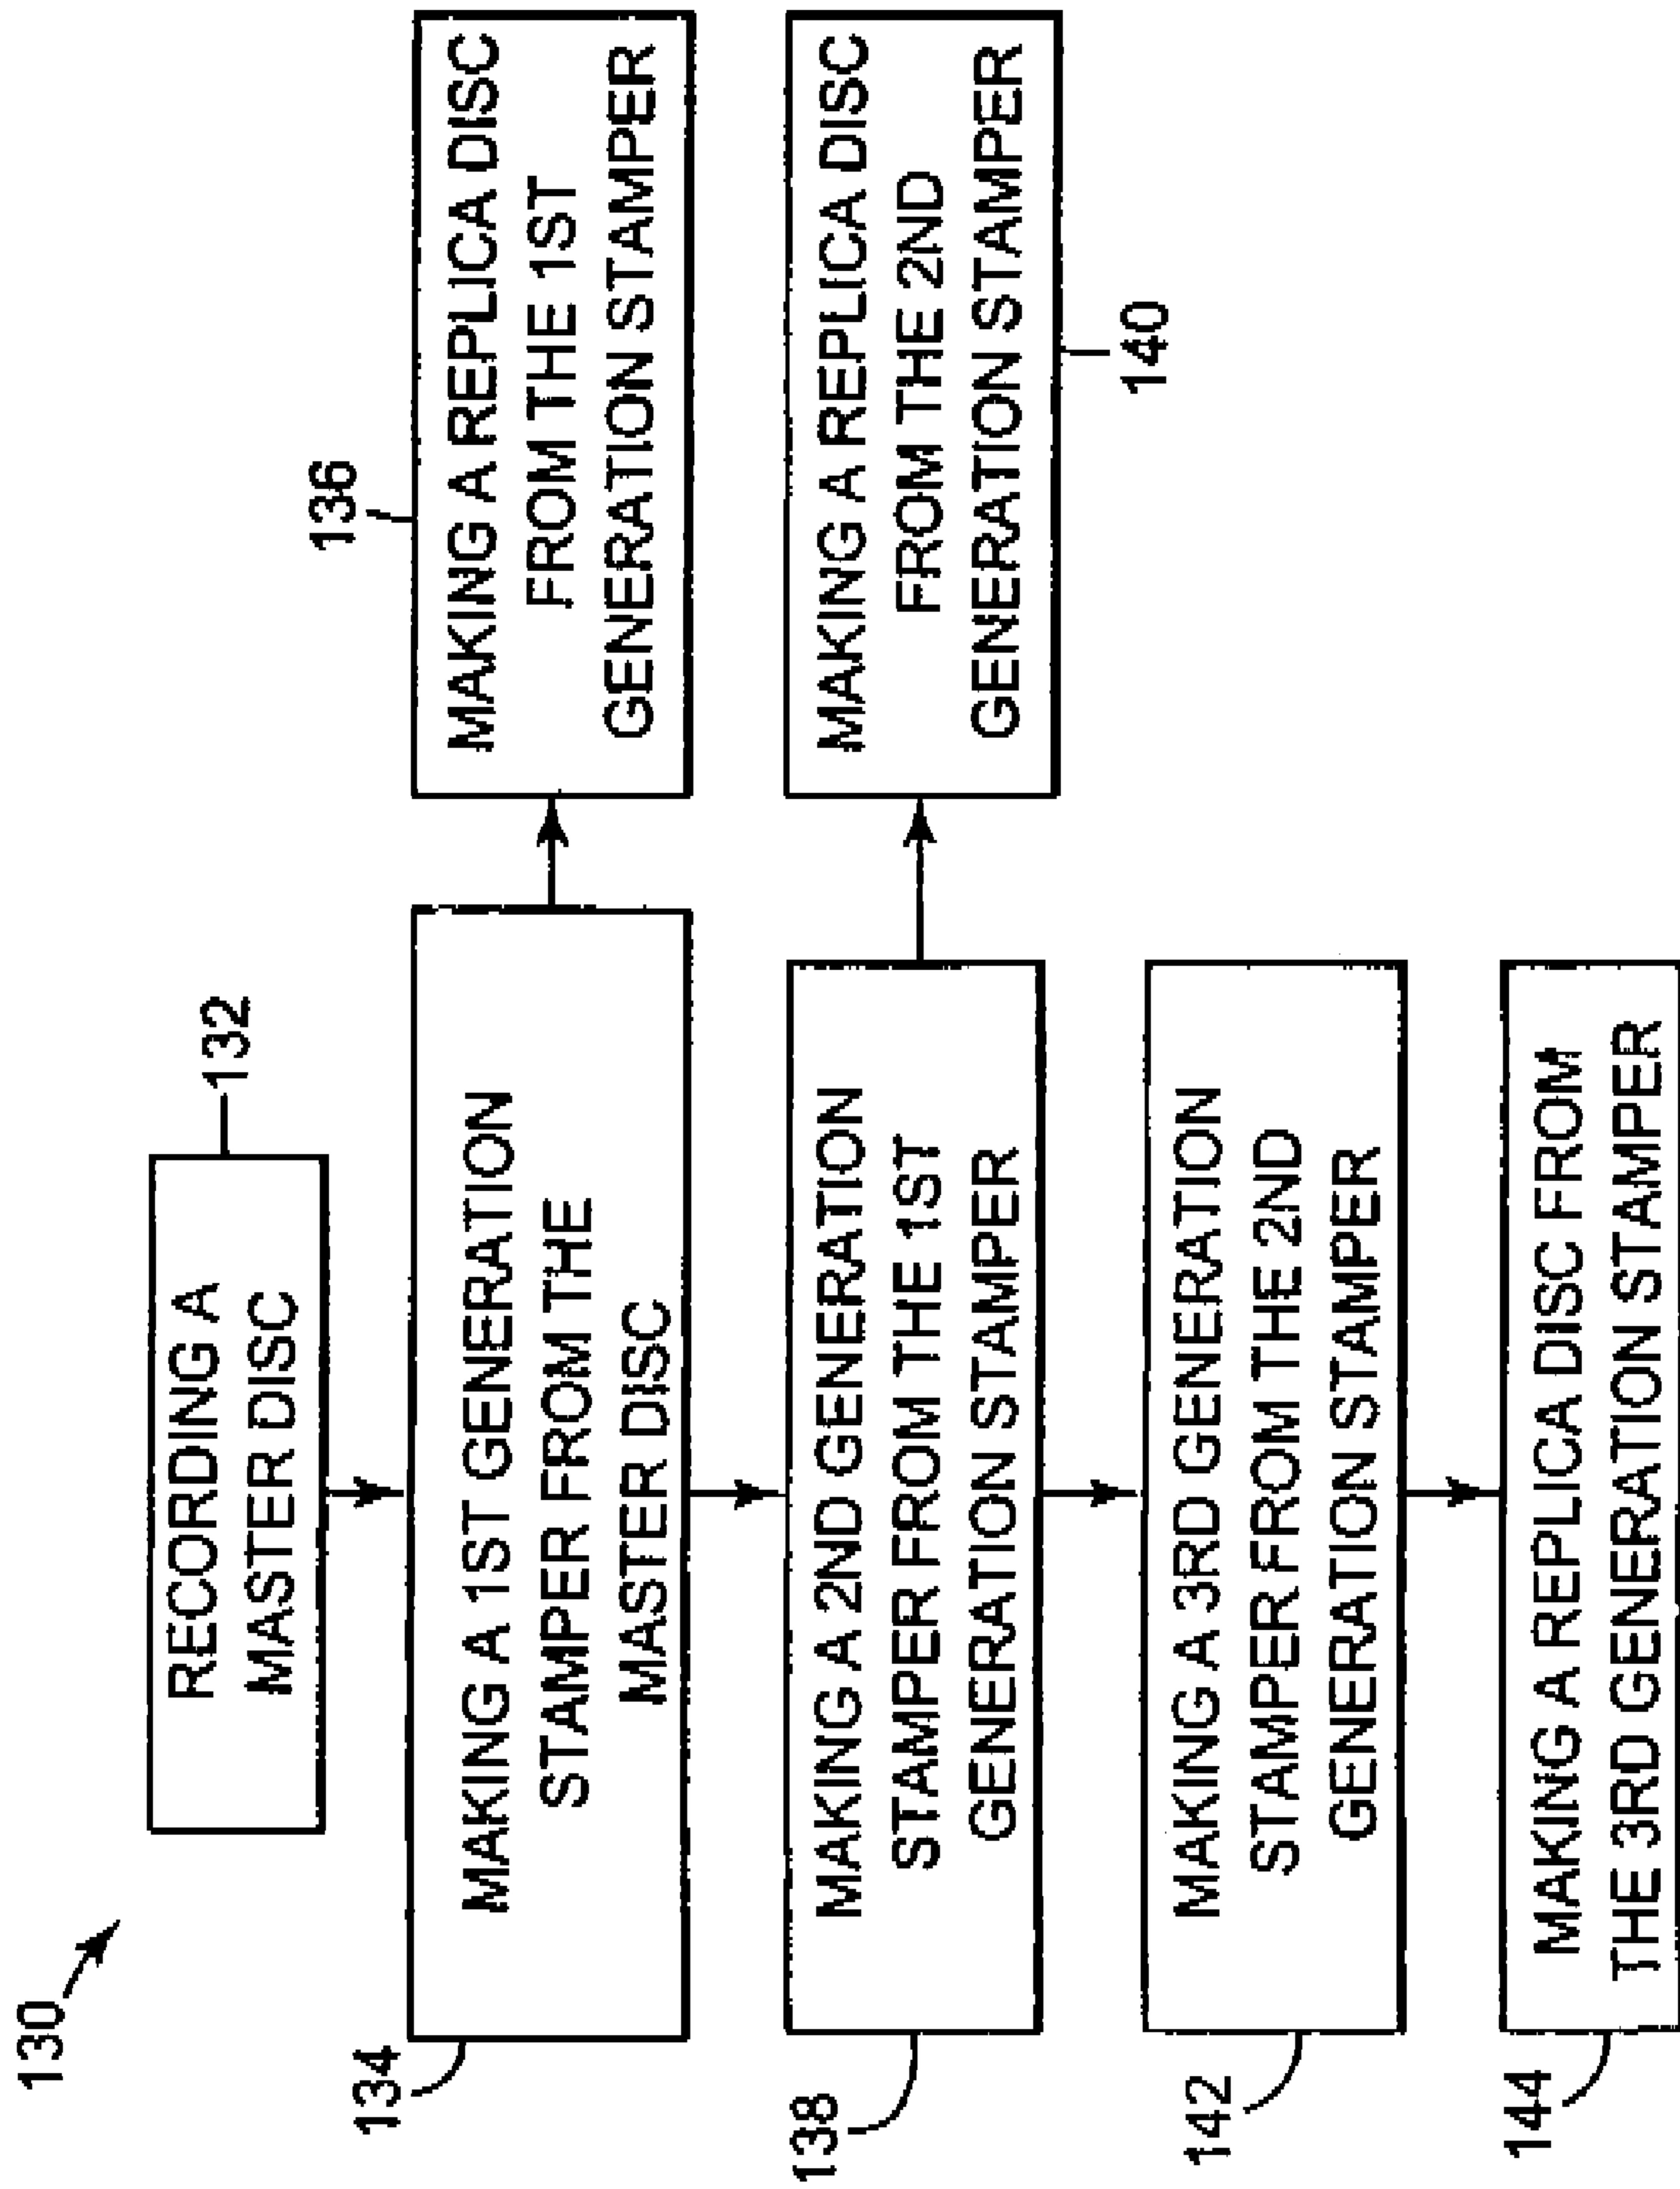 130
132
RECORDING A
MASTER DISC
134
MAKING A 1ST GENERATION
STAMPER FROM THE
MASTER DISC
136
MAKING A REPLICA DISC
FROM THE 1ST
GENERATION STAMPER
138
MAKING A 2ND GENERATION
STAMPER FROM THE 1ST
GENERATION STAMPER
MAKING A REPLICA DISC
FROM THE 2ND
GENERATION STAMPER
140
142
MAKING A 3RD GENERATION
STAMPER FROM THE 2ND
GENERATION STAMPER
144
MAKING A REPLICA DISC FROM
THE 3RD GENERATION STAMPER